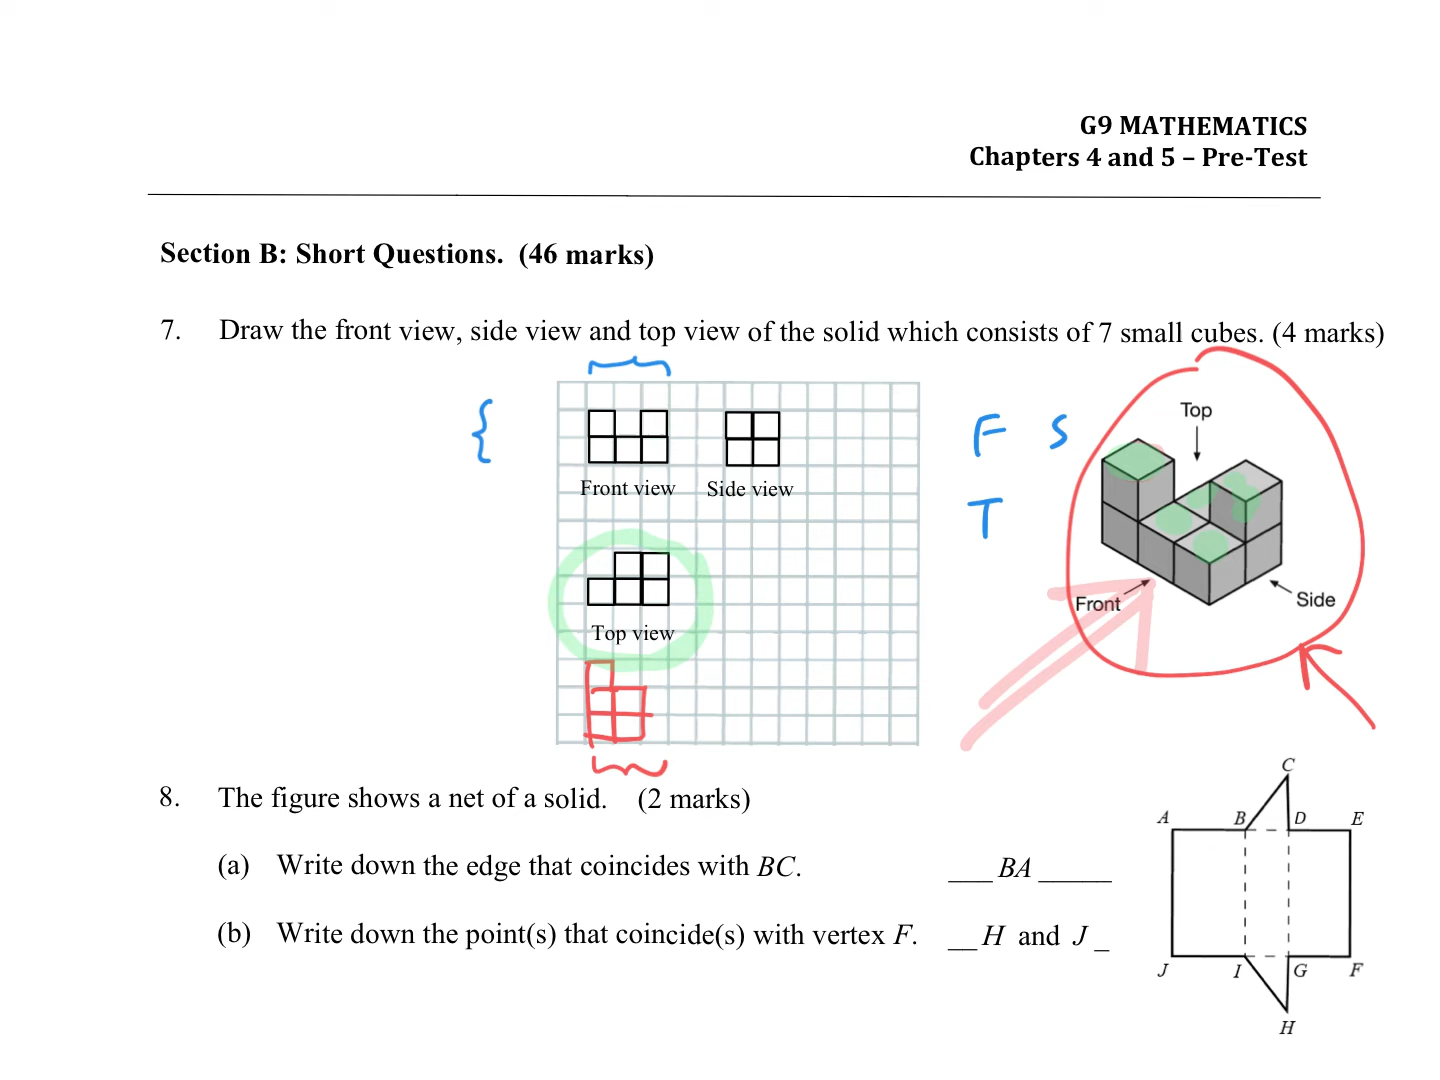 G9 MATHEMATICS
Chapters 4 and 5 – Pre-Test
Section B: Short Questions. (46 marks)
7. Draw the front view, side view and top view of the solid which consists of 7 small cubes. (4 marks)
{
F S
T
Front view Side view
Top view
Top
Front
Side
8. The figure shows a net of a solid. (2 marks)
(a) Write down the edge that coincides with BC. ___ BA _____
(b) Write down the point(s) that coincide(s) with vertex F. __ H and J _
C
A B D E
J I G F
H